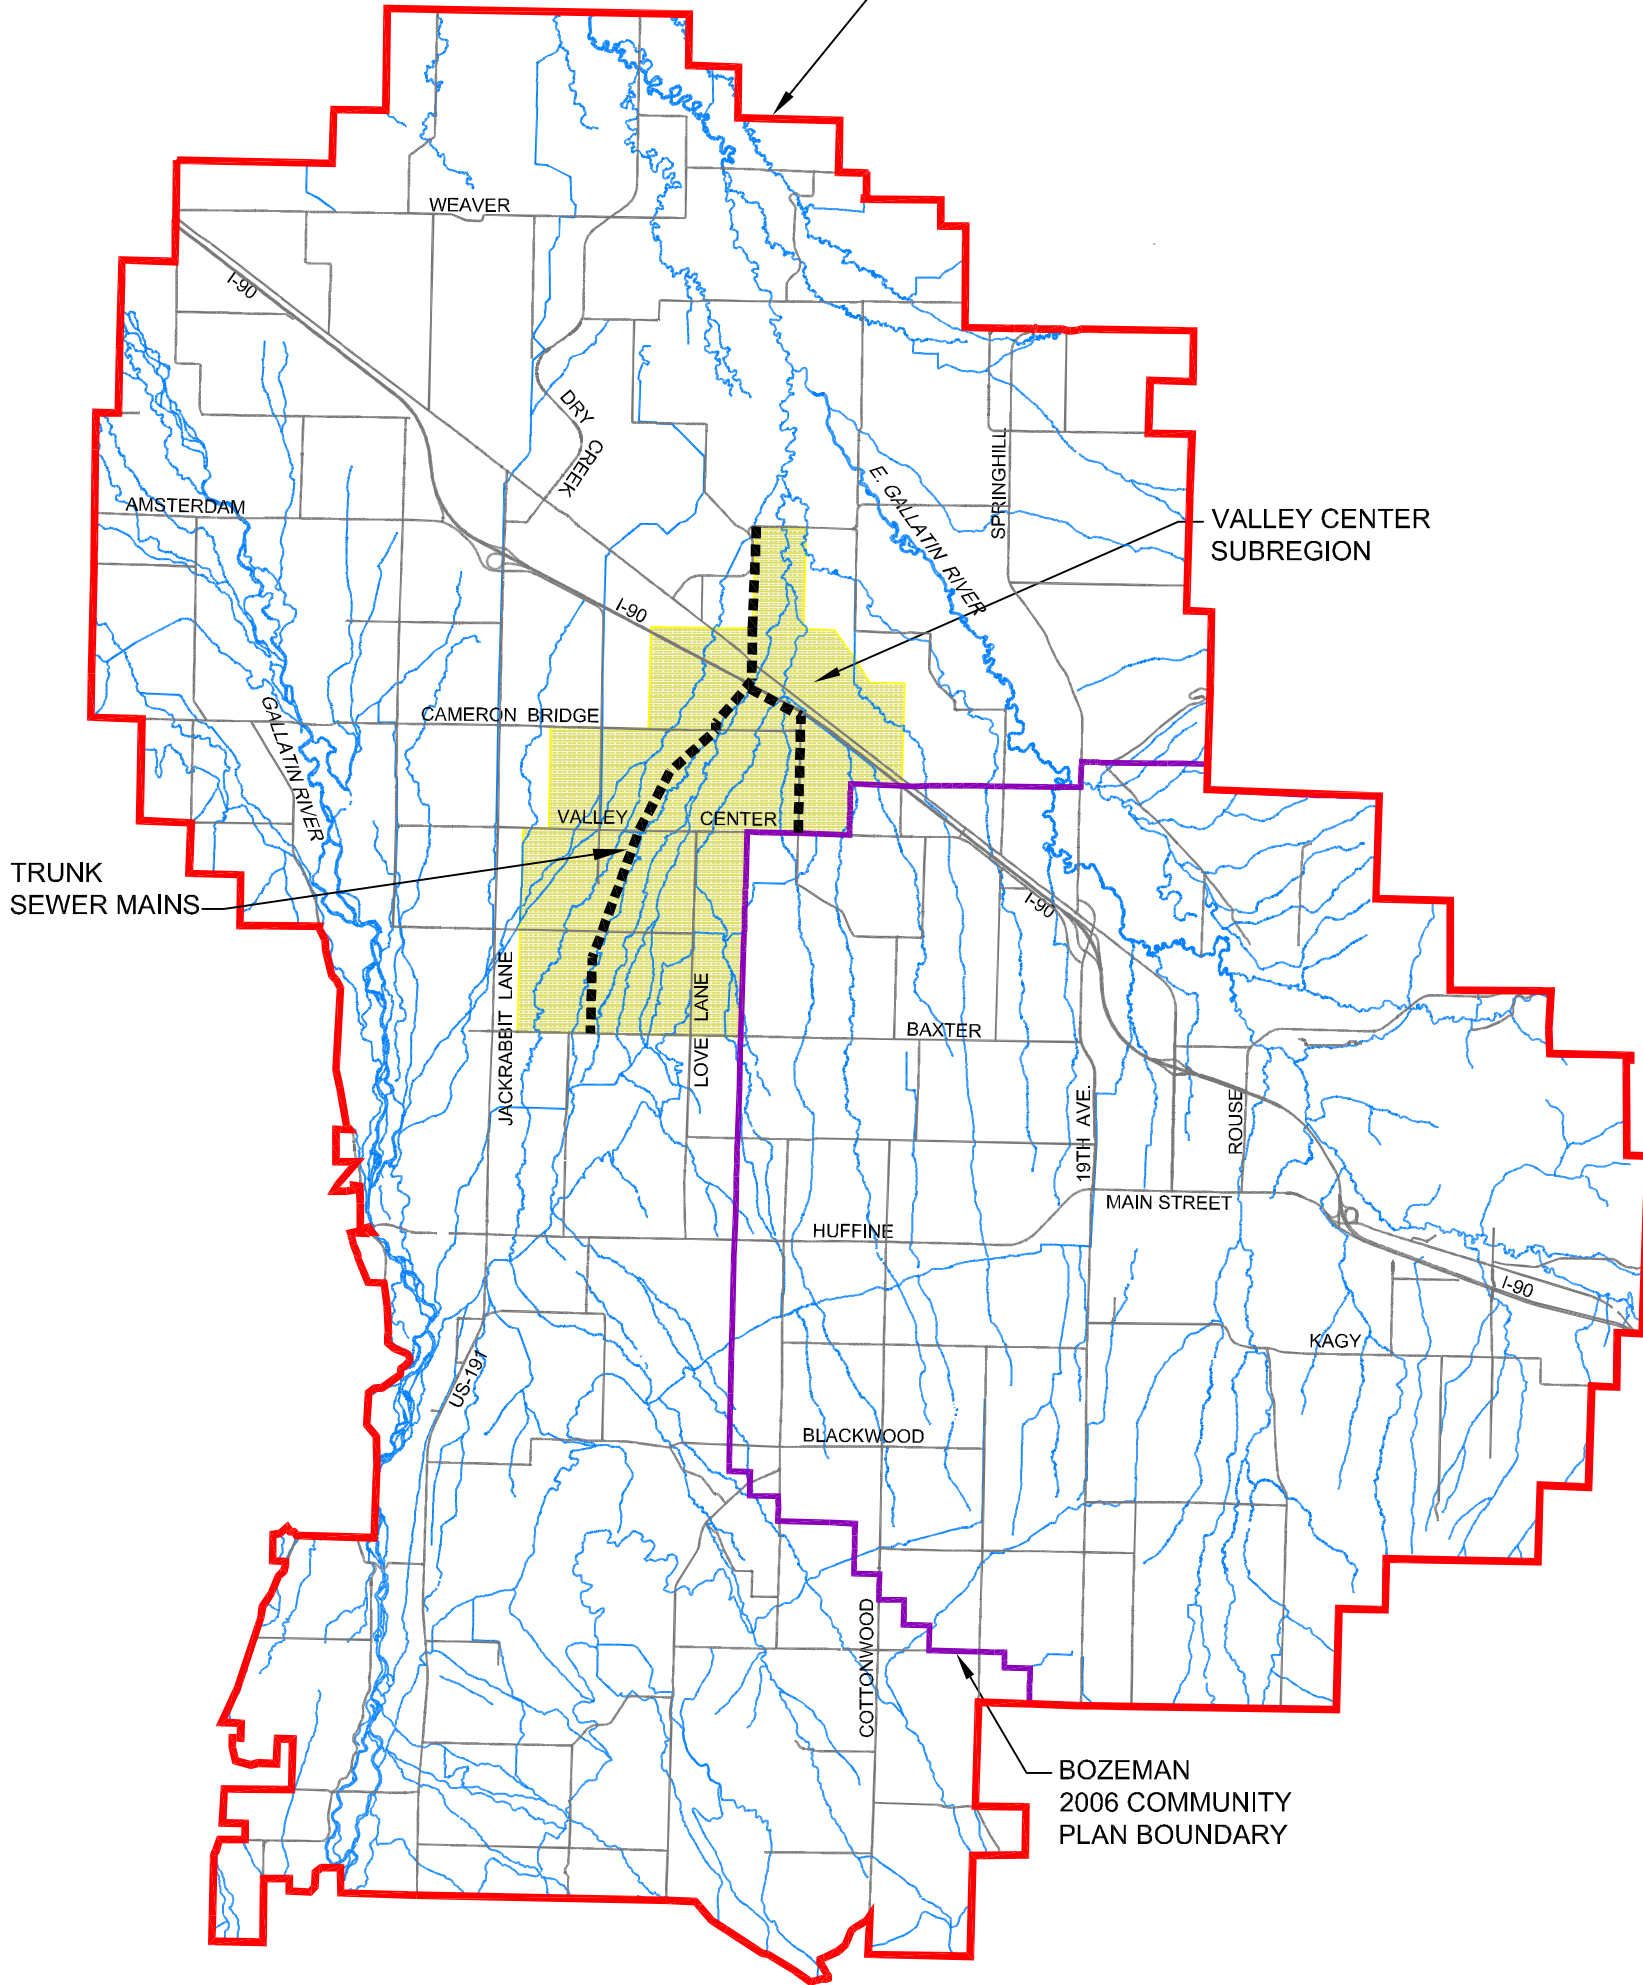 WEAVER
I-90
DRY CREEK
SPRINGHILL
E. GALLATIN RIVER
AMSTERDAM
VALLEY CENTER
SUBREGION
I-90
GALLATIN RIVER
CAMERON BRIDGE
VALLEY CENTER
TRUNK
SEWER MAINS
I-90
JACKRABBIT LANE
LOVE LANE
BAXTER
19TH AVE.
ROUSE
MAIN STREET
HUFFINE
I-90
KAGY
US-191
BLACKWOOD
COTTONWOOD
BOZEMAN
2006 COMMUNITY
PLAN BOUNDARY